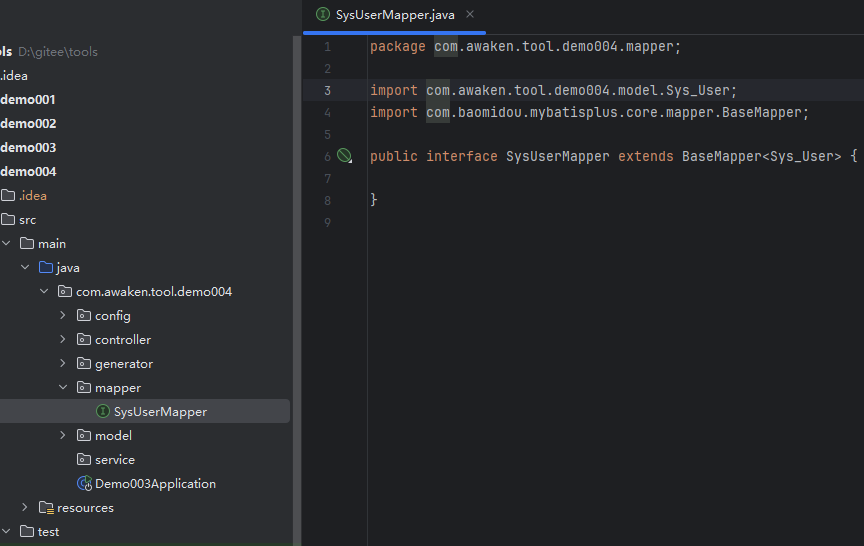 ls D:\gitee\tools
.idea
demo001
demo002
demo003
demo004
.idea
src
main
java
com.awaken.tool.demo004
config
controller
generator
mapper
SysUserMapper
model
service
Demo003Application
resources
test
SysUserMapper.java
1 package com.awaken.tool.demo004.mapper;
2
3 import com.awaken.tool.demo004.model.Sys_User;
4 import com.baomidou.mybatisplus.core.mapper.BaseMapper;
5
6 public interface SysUserMapper extends BaseMapper<Sys_User> {
7
8 }
9